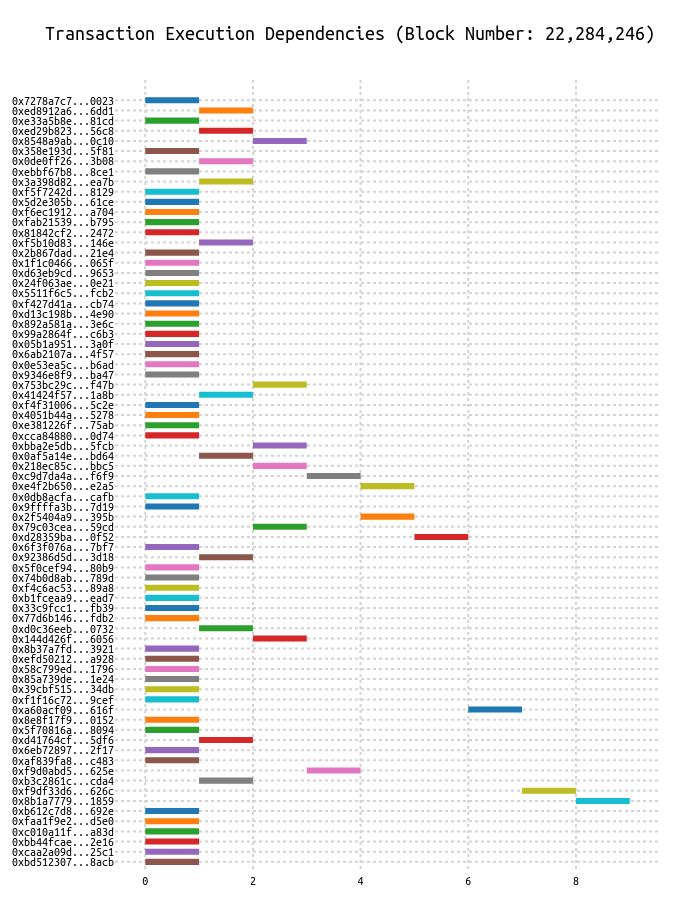 Transaction Execution Dependencies (Block Number: 22,284,246)
0x7278a7c7...0023
0xed8912a6...6dd1
0xe33a5b8e...81cd
0xed29b823...56c8
0x8548a9ab...0c10
0x358e193d...5f81
0x0de0ff26...3b08
0xebbf67b8...8ce1
0x3a398d82...ea7b
0xf5f7242d...8129
0x5d2e305b...61ce
0xf6ec1912...a704
0xfab21539...b795
0x81842cf2...2472
0xf5b10d83...146e
0x2b867dad...21e4
0x1f1c0466...065f
0xd63eb9cd...9653
0x24f063ae...0e21
0x5511f6c5...fcb2
0xf427d41a...cb74
0xd13c198b...4e90
0x892a581a...3e6c
0x99a2864f...c6b3
0x05b1a951...3a0f
0x6ab2107a...4f57
0x0e53ea5c...b6ad
0x9346e8f9...ba47
0x753bc29c...f47b
0x41424f57...1a8b
0xf4f31006...5c2e
0x4051b44a...5278
0xe381226f...75ab
0xcca84880...0d74
0xbba2e5db...5fcb
0x0af5a14e...bd64
0x218ec85c...bbc5
0xc9d7da4a...f6f9
0xe4f2b650...e2a5
0x0db8acfa...cafb
0x9ffffa3b...7d19
0x2f5404a9...395b
0x79c03cea...59cd
0xd28359ba...0f52
0x6f3f076a...7bf7
0x92386d5d...3d18
0x5f0cef94...80b9
0x74b0d8ab...789d
0xf4c6ac53...89a8
0xb1fceaa9...ead7
0x33c9fcc1...fb39
0x77d6b146...fdb2
0xd0c36eeb...0732
0x144d426f...6056
0x8b37a7fd...3921
0xefd50212...a928
0x58c799ed...1796
0x85a739de...1e24
0x39cbf515...34db
0xf1f16c72...9cef
0xa60acf09...616f
0x8e8f17f9...0152
0x5f70816a...8094
0xd41764cf...5df6
0x6eb72897...2f17
0xaf839fa8...c483
0xf9d0abd5...625e
0xb3c2861c...cda4
0xf9df33d6...626c
0x8b1a7779...1859
0xb612c7d8...692e
0xfaa1f9e2...d5e0
0xc010a11f...a83d
0xbb44fcae...2e16
0xcaa2a09d...25c1
0xbd512307...8acb
0 2 4 6 8